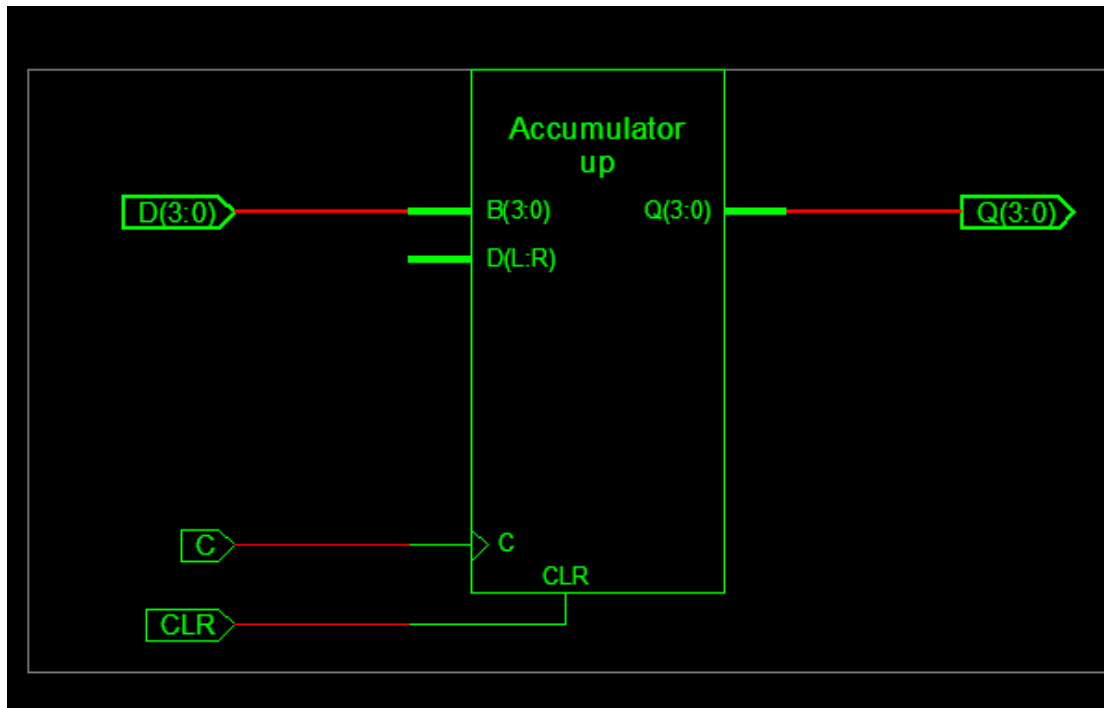 Accumulator
up
D(3:0)
B(3:0)
Q(3:0)
Q(3:0)
D(L:R)
C
C
CLR
CLR